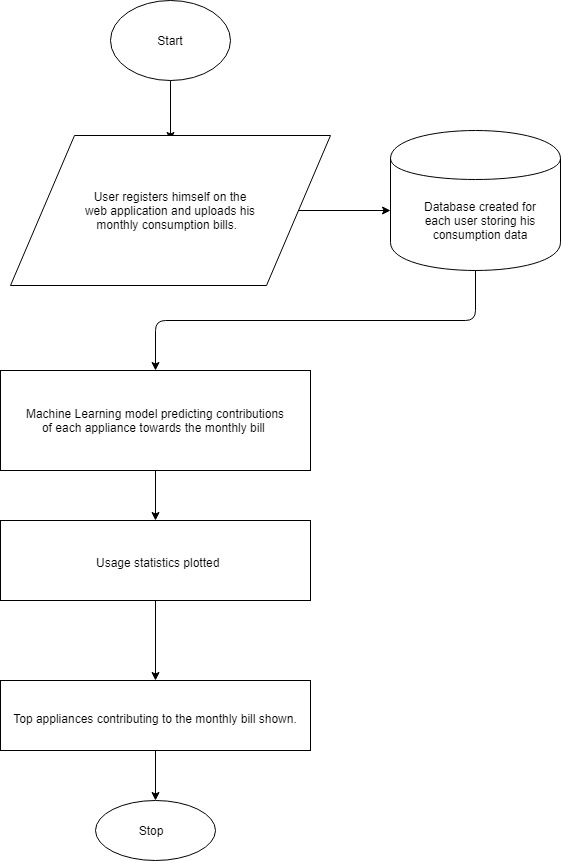 Start
User registers himself on the
web application and uploads his
monthly consumption bills.
Database created for
each user storing his
consumption data
Machine Learning model predicting contributions
of each appliance towards the monthly bill
Usage statistics plotted
Top appliances contributing to the monthly bill shown.
Stop